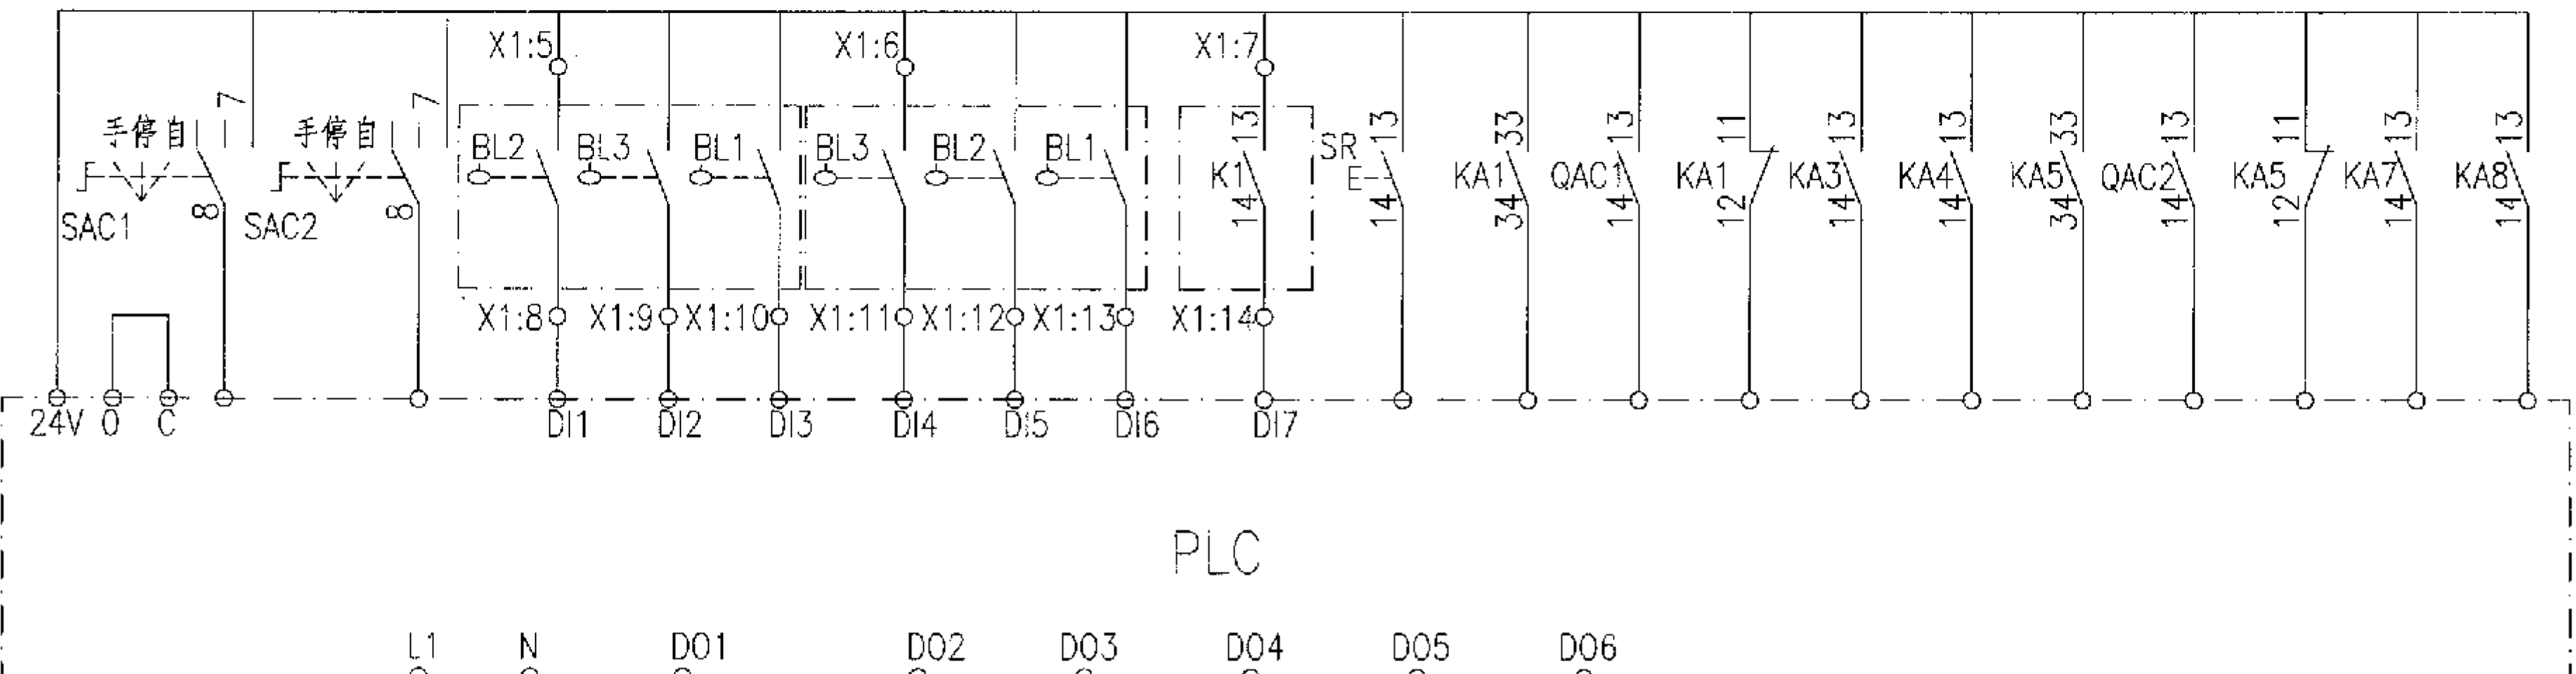 X1:5 X1:6 X1:7
7 7
手停自 手停自
13 13 33 13 11 13 13 33 13 11 13 13
BL2 BL3 BL1 BL3 BL2 BL1 SR
K1 E KA1 QAC1 KA1 KA3 KA4 KA5 QAC2 KA5 KA7 KA8
8 8 14 14 34 14 12 14 14 34 14 12 14 14
SAC1 SAC2
X1:8 X1:9 X1:10 X1:11 X1:12 X1:13 X1:14
24V 0 C DI1 DI2 DI3 DI4 DI5 DI6 DI7
PLC
L1 N DO1 DO2 DO3 DO4 DO5 DO6